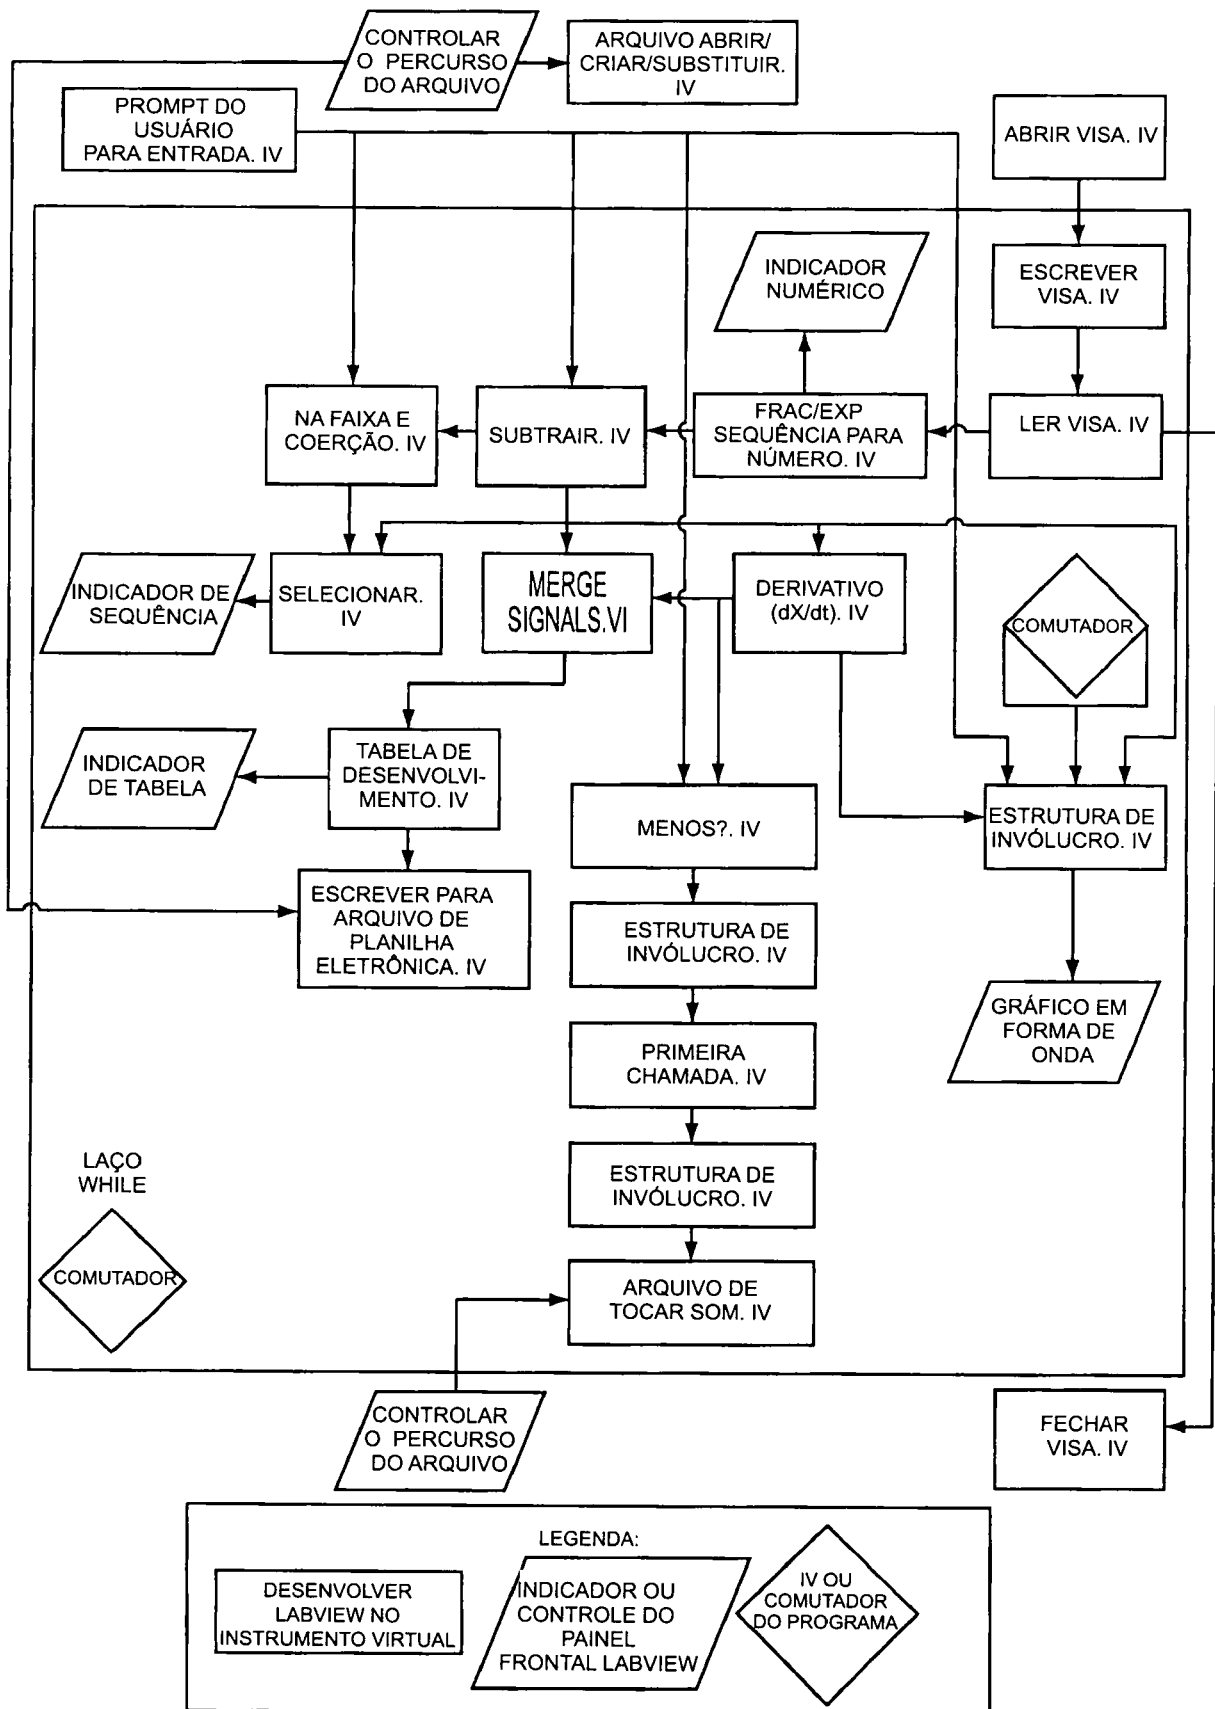 CONTROLAR
O PERCURSO
DO ARQUIVO
ARQUIVO ABRIR/
CRIAR/SUBSTITUIR.
IV
PROMPT DO
USUÁRIO
PARA ENTRADA. IV
ABRIR VISA. IV
INDICADOR
NUMÉRICO
ESCREVER
VISA. IV
NA FAIXA E
COERÇÃO. IV
SUBTRAIR. IV
FRAC/EXP
SEQUÊNCIA PARA
NÚMERO. IV
LER VISA. IV
INDICADOR DE
SEQUÊNCIA
SELECIONAR.
IV
MERGE
SIGNALS.VI
DERIVATIVO
(dX/dt). IV
COMUTADOR
INDICADOR
DE TABELA
TABELA DE
DESENVOLVI-
MENTO. IV
MENOS?. IV
ESTRUTURA DE
INVÓLUCRO. IV
ESCREVER PARA
ARQUIVO DE
PLANILHA
ELETRÔNICA. IV
ESTRUTURA DE
INVÓLUCRO. IV
GRÁFICO EM
FORMA DE
ONDA
PRIMEIRA
CHAMADA. IV
ESTRUTURA DE
INVÓLUCRO. IV
LAÇO
WHILE
COMUTADOR
ARQUIVO DE
TOCAR SOM. IV
CONTROLAR
O PERCURSO
DO ARQUIVO
FECHAR
VISA. IV
LEGENDA:
DESENVOLVER
LABVIEW NO
INSTRUMENTO VIRTUAL
INDICADOR OU
CONTROLE DO
PAINEL
FRONTAL LABVIEW
IV OU
COMUTADOR
DO PROGRAMA